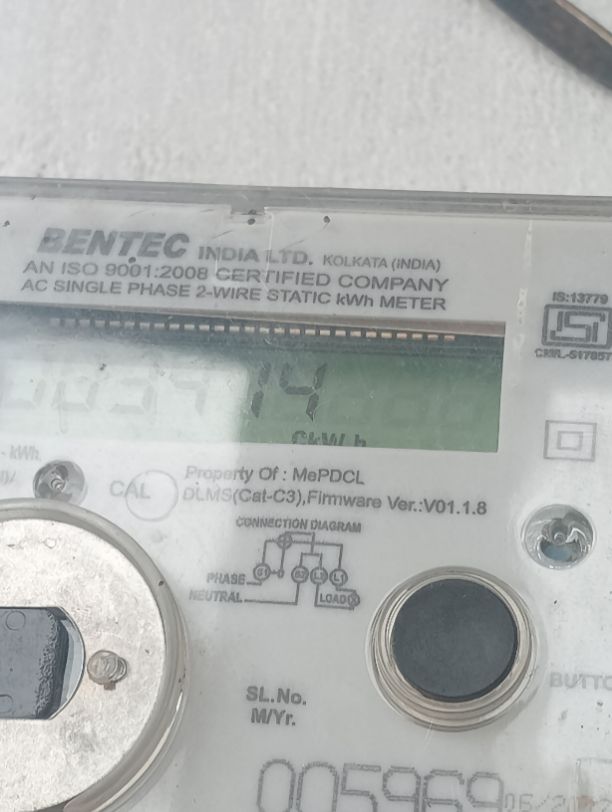 BENTEC INDIA LTD. KOLKATA (INDIA)
AN ISO 9001:2008 CERTIFIED COMPANY
AC SINGLE PHASE 2-WIRE STATIC kWh METER
IS:13779
ISI
14
CkWh
- kWh
CAL
Property Of : MePDCL
DLMS(Cat-C3),Firmware Ver.:V01.1.8
CONNECTION DIAGRAM
PHASE
NEUTRAL
LOAD
SL.No.
M/Yr.
005969